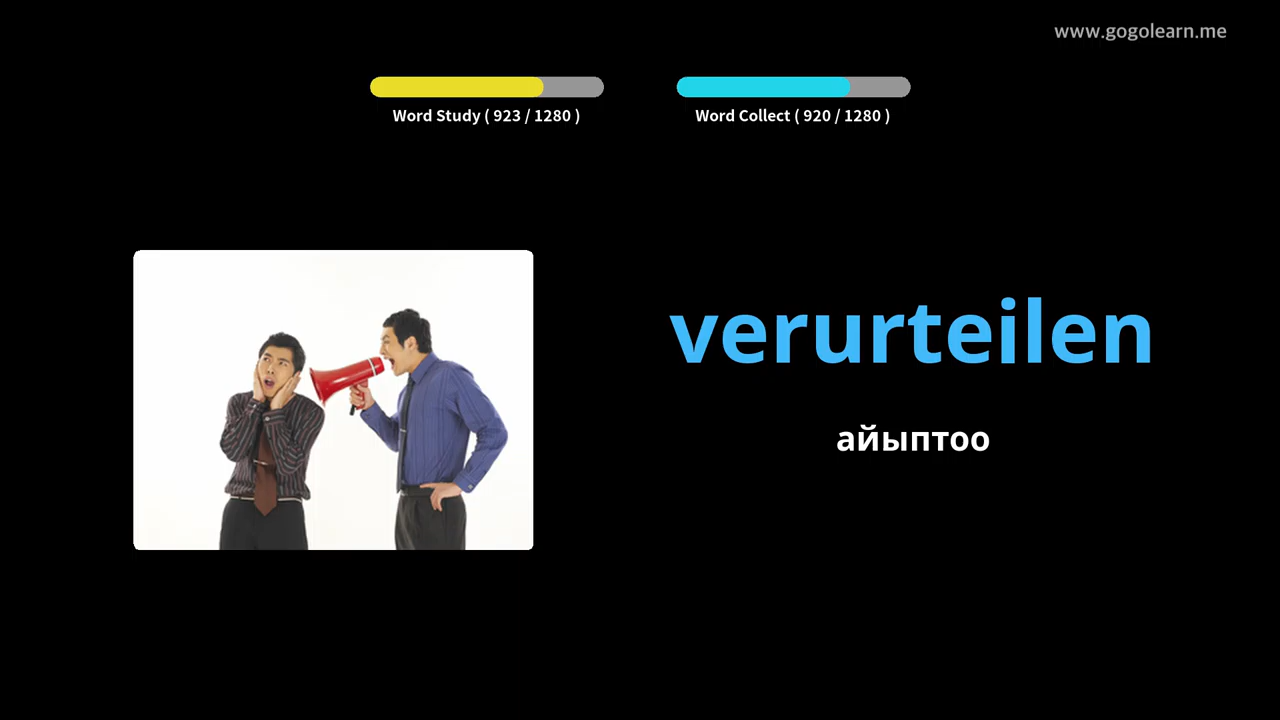 www.gogolearn.me
Word Study ( 923 / 1280 )
Word Collect ( 920 / 1280 )
verurteilen
айыптоо